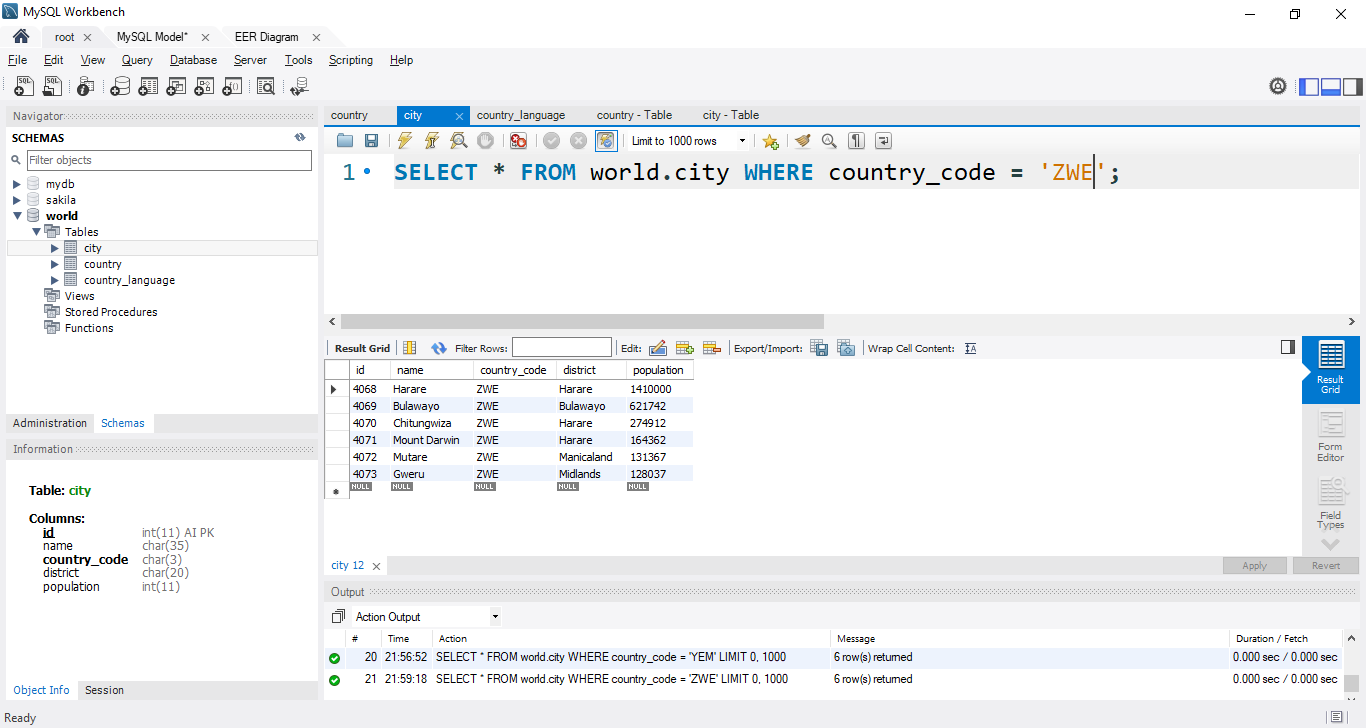 MySQL Workbench
root MySQL Model* EER Diagram
File Edit View Query Database Server Tools Scripting Help
Navigator
SCHEMAS
Filter objects
mydb
sakila
world
Tables
city
country
country_language
Views
Stored Procedures
Functions
Administration Schemas
Information
Table: city
Columns:
id int(11) AI PK
name char(35)
country_code char(3)
district char(20)
population int(11)
Object Info Session
country city country_language country - Table city - Table
Limit to 1000 rows
1 SELECT * FROM world.city WHERE country_code = 'ZWE';
Result Grid Filter Rows: Edit: Export/Import: Wrap Cell Content:
id name country_code district population
4068 Harare ZWE Harare 1410000
4069 Bulawayo ZWE Bulawayo 621742
4070 Chitungwiza ZWE Harare 274912
4071 Mount Darwin ZWE Harare 164362
4072 Mutare ZWE Manicaland 131367
4073 Gweru ZWE Midlands 128037
NULL NULL NULL NULL NULL
Result
Grid
Form
Editor
Field
Types
city 12 Apply Revert
Output
Action Output
# Time Action Message Duration / Fetch
20 21:56:52 SELECT * FROM world.city WHERE country_code = 'YEM' LIMIT 0, 1000 6 row(s) returned 0.000 sec / 0.000 sec
21 21:59:18 SELECT * FROM world.city WHERE country_code = 'ZWE' LIMIT 0, 1000 6 row(s) returned 0.000 sec / 0.000 sec
Ready